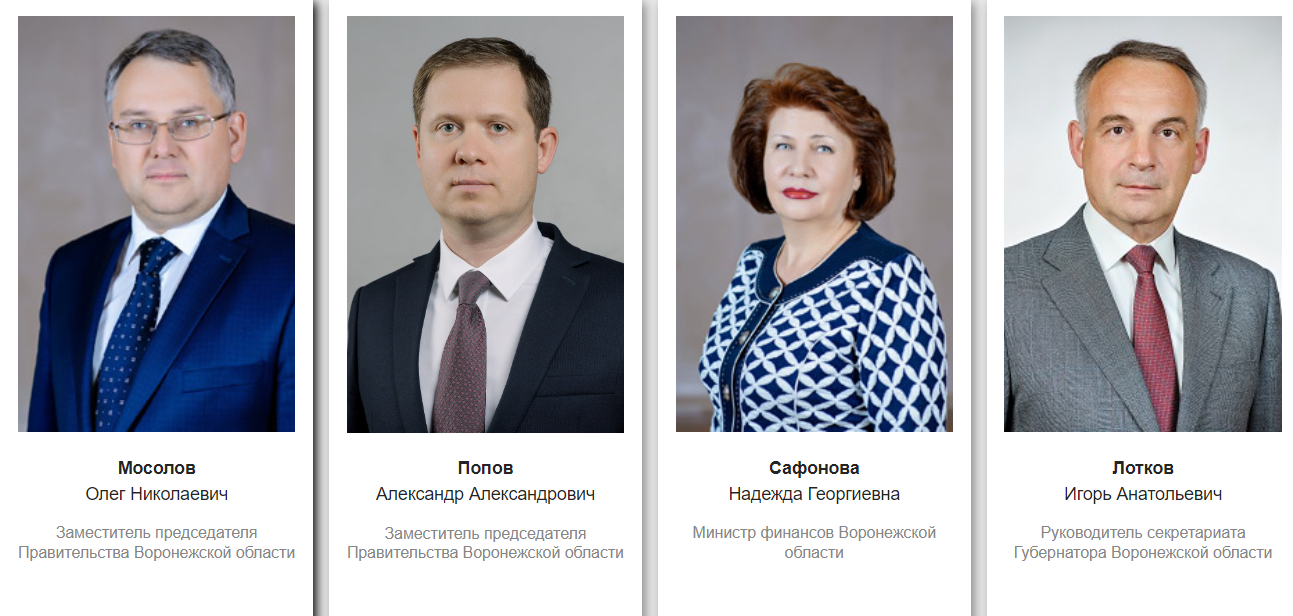 Мосолов
Олег Николаевич
Заместитель председателя
Правительства Воронежской области
Попов
Александр Александрович
Заместитель председателя
Правительства Воронежской области
Сафонова
Надежда Георгиевна
Министр финансов Воронежской
области
Лотков
Игорь Анатольевич
Руководитель секретариата
Губернатора Воронежской области